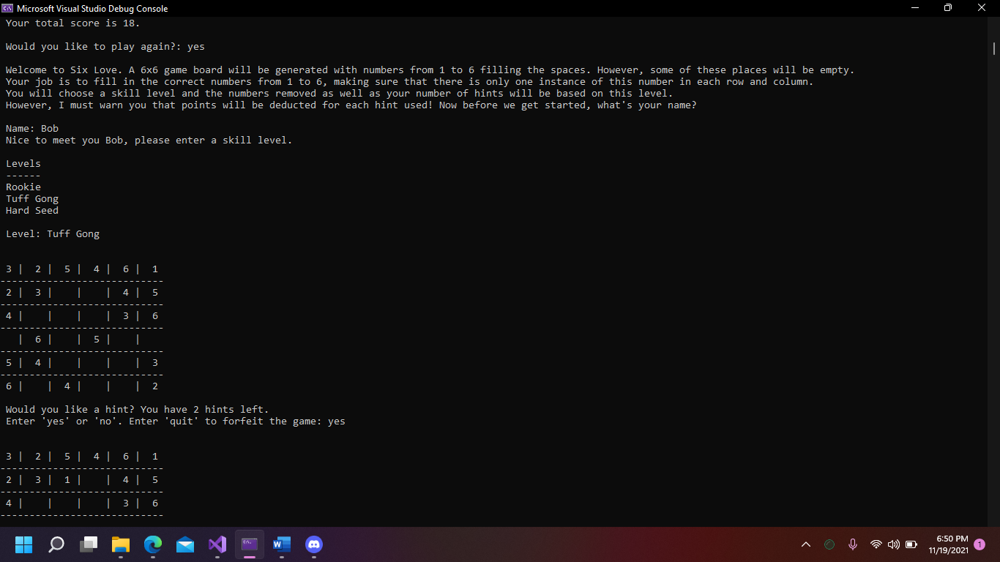 Microsoft Visual Studio Debug Console
Your total score is 18.
Would you like to play again?: yes
Welcome to Six Love. A 6x6 game board will be generated with numbers from 1 to 6 filling the spaces. However, some of these places will be empty.
Your job is to fill in the correct numbers from 1 to 6, making sure that there is only one instance of this number in each row and column.
You will choose a skill level and the numbers removed as well as your number of hints will be based on this level.
However, I must warn you that points will be deducted for each hint used! Now before we get started, what's your name?
Name: Bob
Nice to meet you Bob, please enter a skill level.
Levels
------
Rookie
Tuff Gong
Hard Seed
Level: Tuff Gong
3 |  2 |  5 |  4 |  6 |  1
----------------------------
2 |  3 |    |    |  4 |  5
----------------------------
4 |    |    |    |  3 |  6
----------------------------
  |  6 |    |  5 |    |
----------------------------
5 |  4 |    |    |    |  3
----------------------------
6 |    |  4 |    |    |  2
Would you like a hint? You have 2 hints left.
Enter 'yes' or 'no'. Enter 'quit' to forfeit the game: yes
3 |  2 |  5 |  4 |  6 |  1
----------------------------
2 |  3 |  1 |    |  4 |  5
----------------------------
4 |    |    |    |  3 |  6
----------------------------
6:50 PM
11/19/2021
1